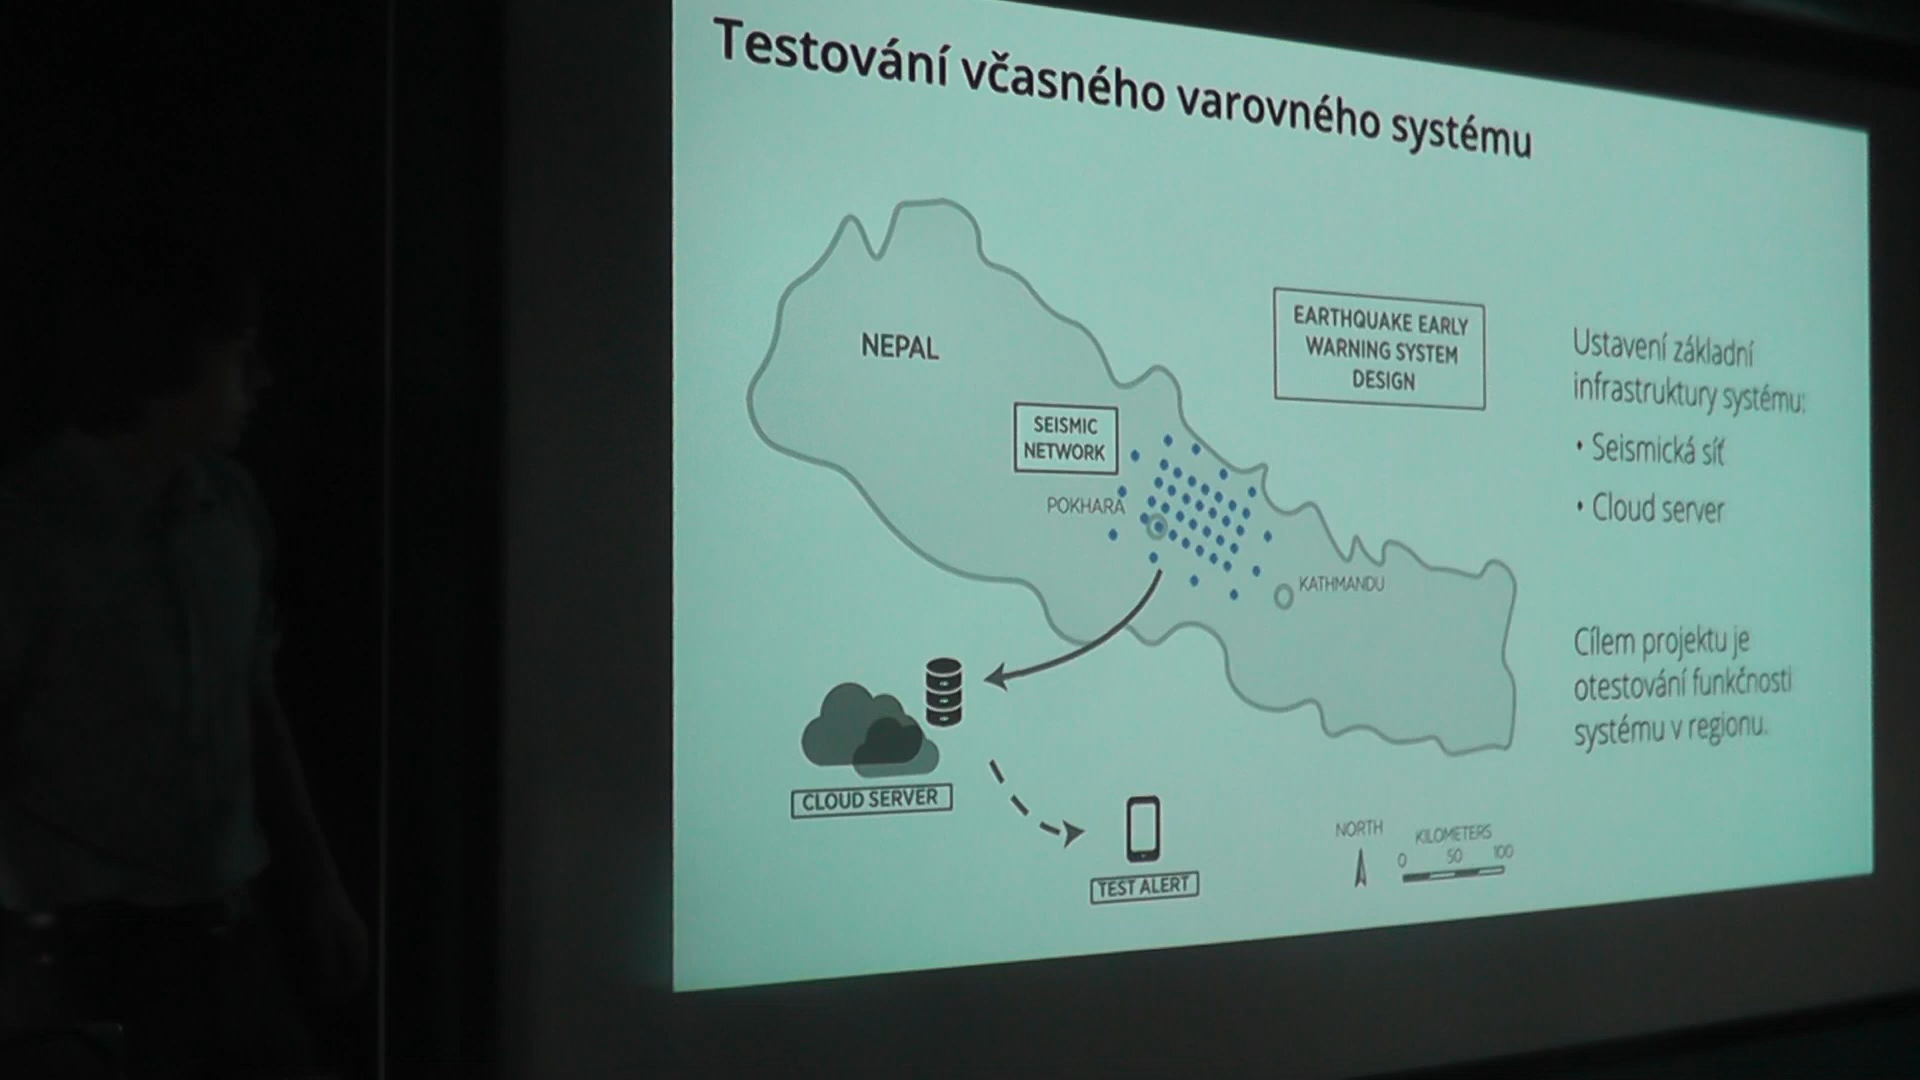 Testování včasného varovného systému
NEPAL
EARTHQUAKE EARLY
WARNING SYSTEM
DESIGN
SEISMIC
NETWORK
POKHARA
KATHMANDU
CLOUD SERVER
TEST ALERT
NORTH
KILOMETERS
0 50 100
Ustavení základní
infrastruktury systému:
• Seismická síť
• Cloud server
Cílem projektu je
otestování funkčnosti
systému v regionu.